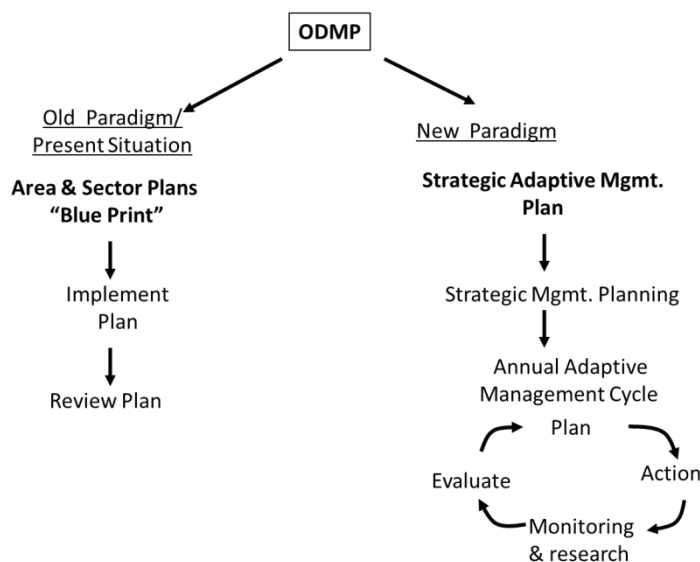 ODMP
Old Paradigm/
Present Situation
Area & Sector Plans
“Blue Print”
Implement
Plan
Review Plan
New Paradigm
Strategic Adaptive Mgmt.
Plan
Strategic Mgmt. Planning
Annual Adaptive
Management Cycle
Plan
Action
Monitoring
& research
Evaluate